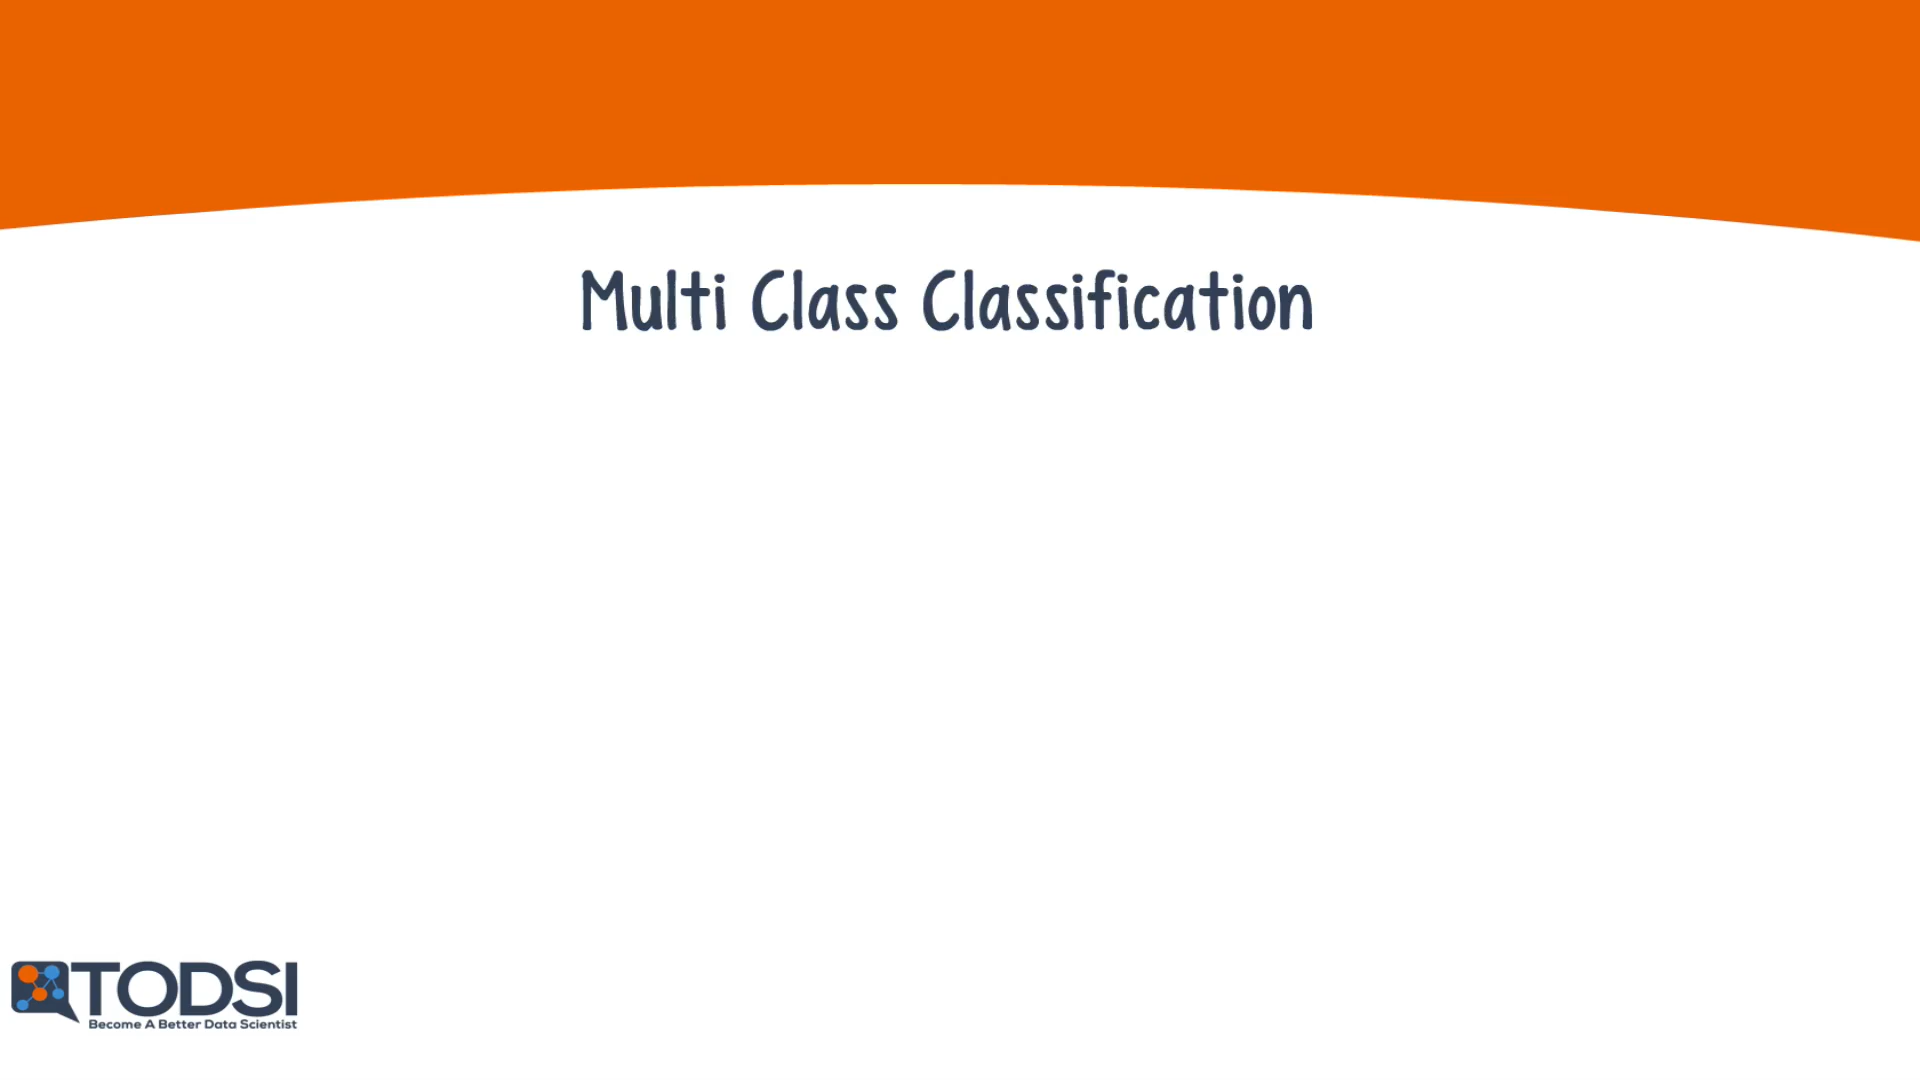 Multi Class Classification
TODSI
Become A Better Data Scientist